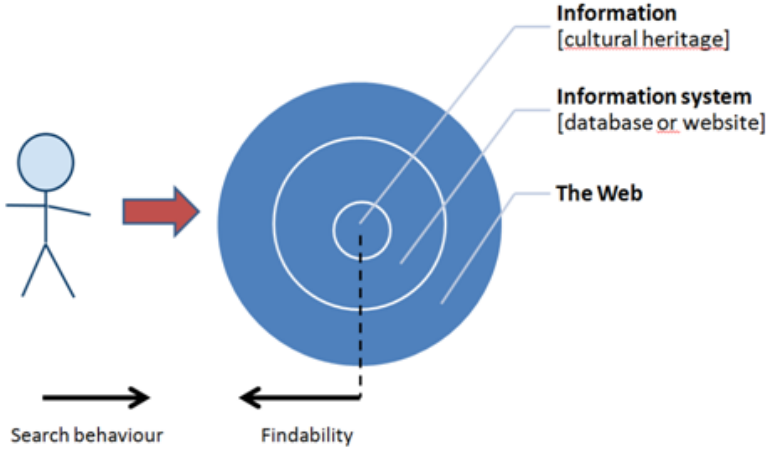 Information
[cultural heritage]
Information system
[database or website]
The Web
Search behaviour
Findability